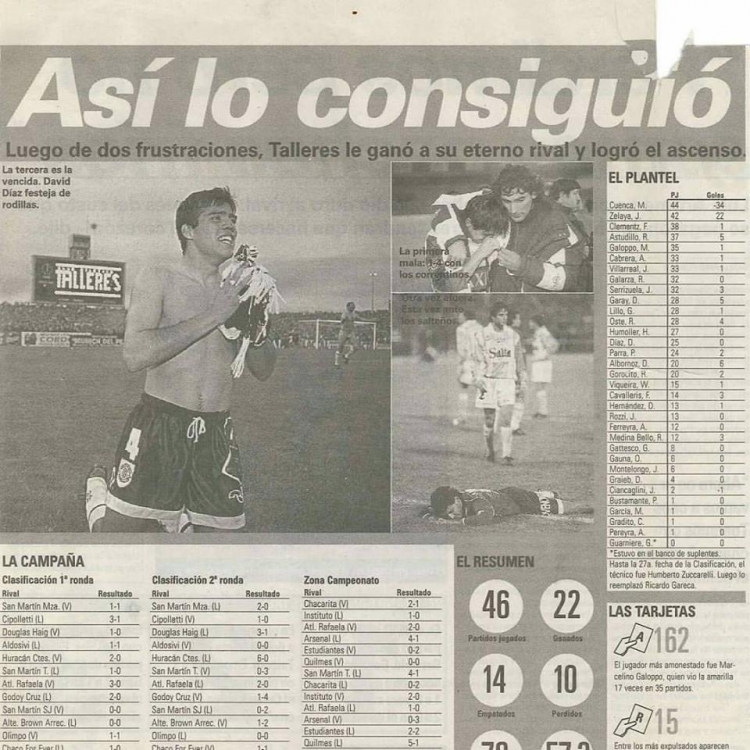 Así lo consiguió
Luego de dos frustraciones, Talleres le ganó a su eterno rival y logró el ascenso.
La tercera es la
vencida. David
Díaz festeja de
rodillas.
TALLERES
La primera
mala: 1-4 con
los correntinos.
Otra vez afuera.
Esta vez ante
los salteños.
Salta
4
EL PLANTEL
PJ Goles
Cuenca, M. 44 -34
Zelaya, J. 42 22
Clementz, F. 38 1
Astudillo, R. 37 5
Galoppo, M. 35 1
Cabrera, A. 33 1
Villarreal, J. 33 1
Galarza, R. 32 0
Serrizuela, J. 32 3
Garay, D. 28 5
Lillo, G. 28 1
Oste, R. 28 4
Humoller, H. 27 0
Díaz, D. 25 0
Parra, P. 24 2
Albornoz, D. 20 6
Gorocito, H. 20 2
Viqueira, W. 15 1
Cavalleris, F. 14 3
Hernández, D. 13 1
Rozzi, J. 13 0
Ferreyra, A. 12 0
Medina Bello, R. 12 3
Gattesco, G. 8 0
Gauna, O. 6 0
Montelongo, J. 6 0
Graieb, D. 4 0
Ciancaglini, J. 2 -1
Bustamante, P. 1 0
García, M. 1 0
Gradito, C. 1 0
Pereyra, A. 1 0
Guarniere, G.* 0 0
*Estuvo en el banco de suplentes.
Hasta la 27a. fecha de la Clasificación, el
técnico fue Humberto Zuccarelli. Luego lo
reemplazó Ricardo Gareca.
LA CAMPAÑA
Clasificación 1ª ronda
Rival Resultado
San Martín Mza. (V) 1-1
Cipolletti (L) 3-1
Douglas Haig (V) 1-0
Aldosivi (L) 1-1
Huracán Ctes. (V) 2-0
San Martín T. (L) 1-0
Atl. Rafaela (V) 3-0
Godoy Cruz (L) 2-0
San Martín SJ (V) 0-0
Alte. Brown Arrec. (L) 0-0
Olimpo (V) 1-1
Chaco For Ever (L) 1-0
Clasificación 2ª ronda
Rival Resultado
San Martín Mza. (L) 2-0
Cipolletti (V) 1-0
Douglas Haig (L) 3-1
Aldosivi (V) 0-0
Huracán Ctes. (L) 6-0
San Martín T. (V) 0-3
Atl. Rafaela (L) 2-0
Godoy Cruz (V) 1-4
San Martín SJ (L) 0-2
Alte. Brown Arrec. (V) 1-2
Olimpo (L) 0-0
Chaco For Ever (V)
Zona Campeonato
Rival Resultado
Chacarita (V) 2-1
Instituto (L) 1-0
Atl. Rafaela (V) 2-0
Arsenal (L) 4-1
Estudiantes (V) 0-2
Quilmes (V) 0-0
San Martín T. (L) 4-1
Chacarita (L) 0-2
Instituto (V) 2-0
Atl. Rafaela (L) 1-0
Arsenal (V) 0-3
Estudiantes (L) 2-2
Quilmes (L) 5-1
EL RESUMEN
46
Partidos jugados
22
Ganados
14
Empatados
10
Perdidos
LAS TARJETAS
A 162
El jugador más amonestado fue Mar-
celino Galoppo, quien vio la amarilla
17 veces en 35 partidos.
R 15
Entre los más expulsados aparecen